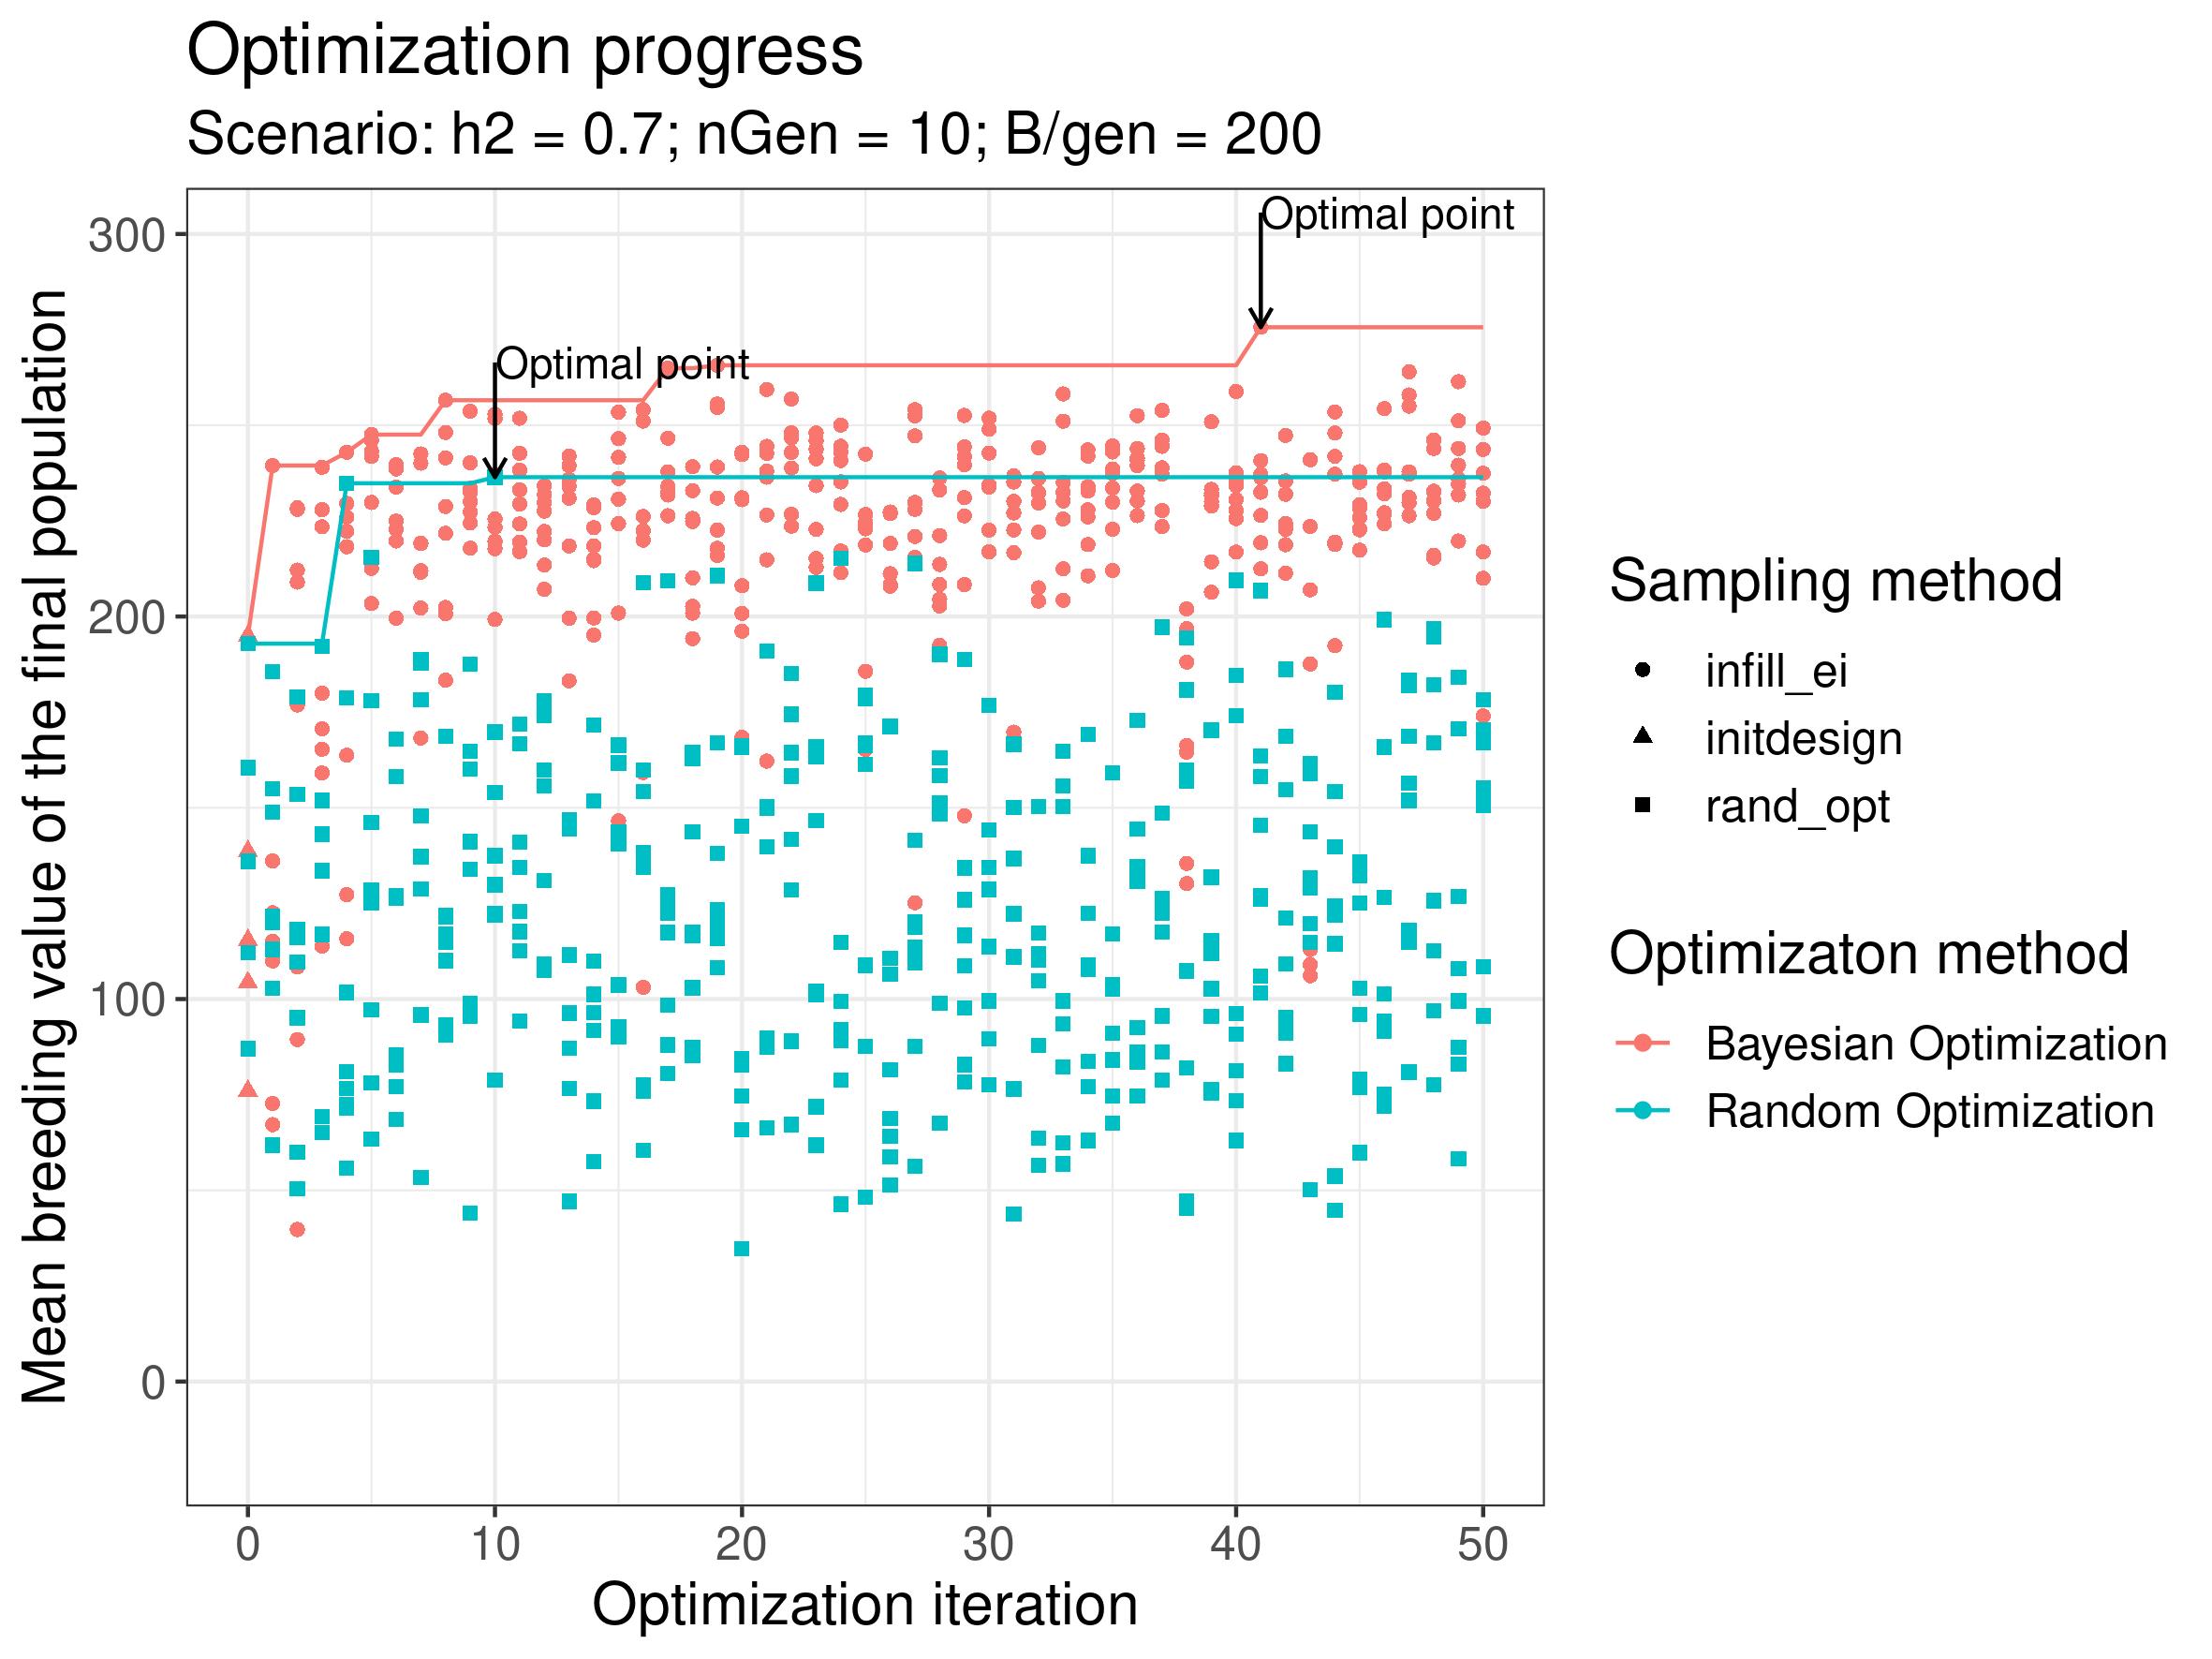 Optimization progress
Scenario: h2 = 0.7; nGen = 10; B/gen = 200
Mean breeding value of the final population
300
200
100
0
Optimal point
Optimal point
0 10 20 30 40 50
Optimization iteration
Sampling method
infill_ei
initdesign
rand_opt
Optimizaton method
Bayesian Optimization
Random Optimization